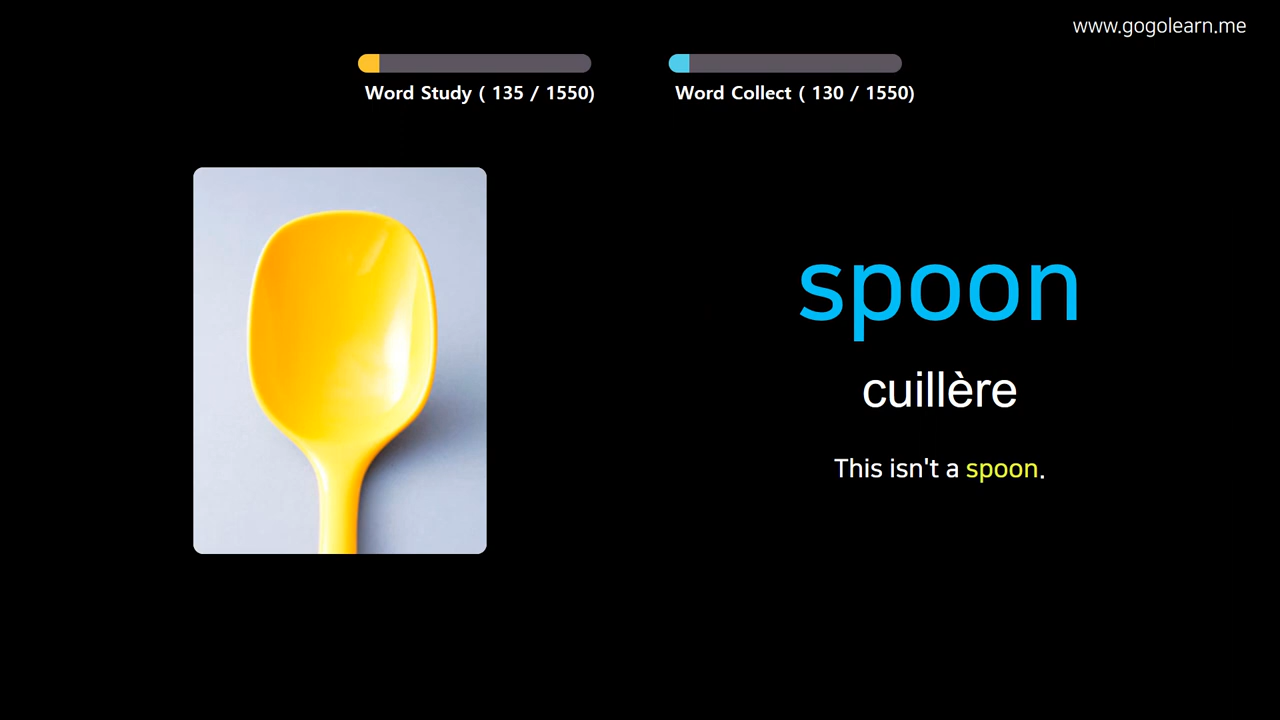 www.gogolearn.me
Word Study ( 135 / 1550)
Word Collect ( 130 / 1550)
spoon
cuillère
This isn't a spoon.